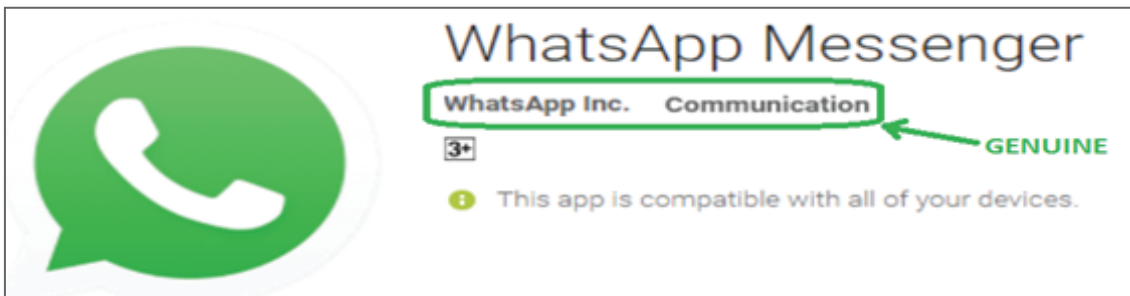 WhatsApp Messenger
WhatsApp Inc. Communication
3+
GENUINE
This app is compatible with all of your devices.